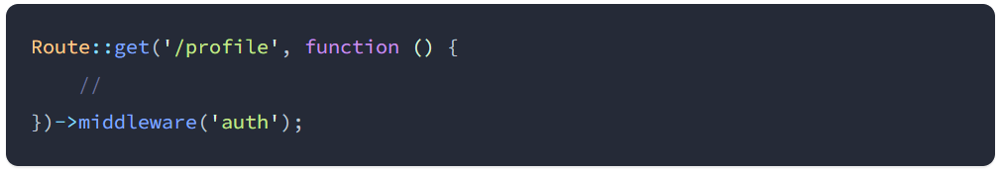 Route::get('/profile', function () {
    //
})->middleware('auth');